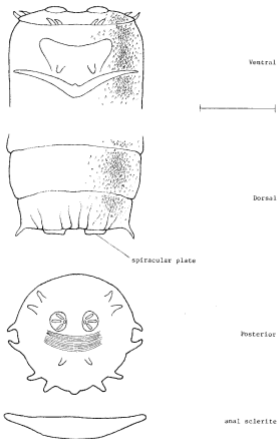 Ventral
Dorsal
spiracular plate
Posterior
anal sclerite